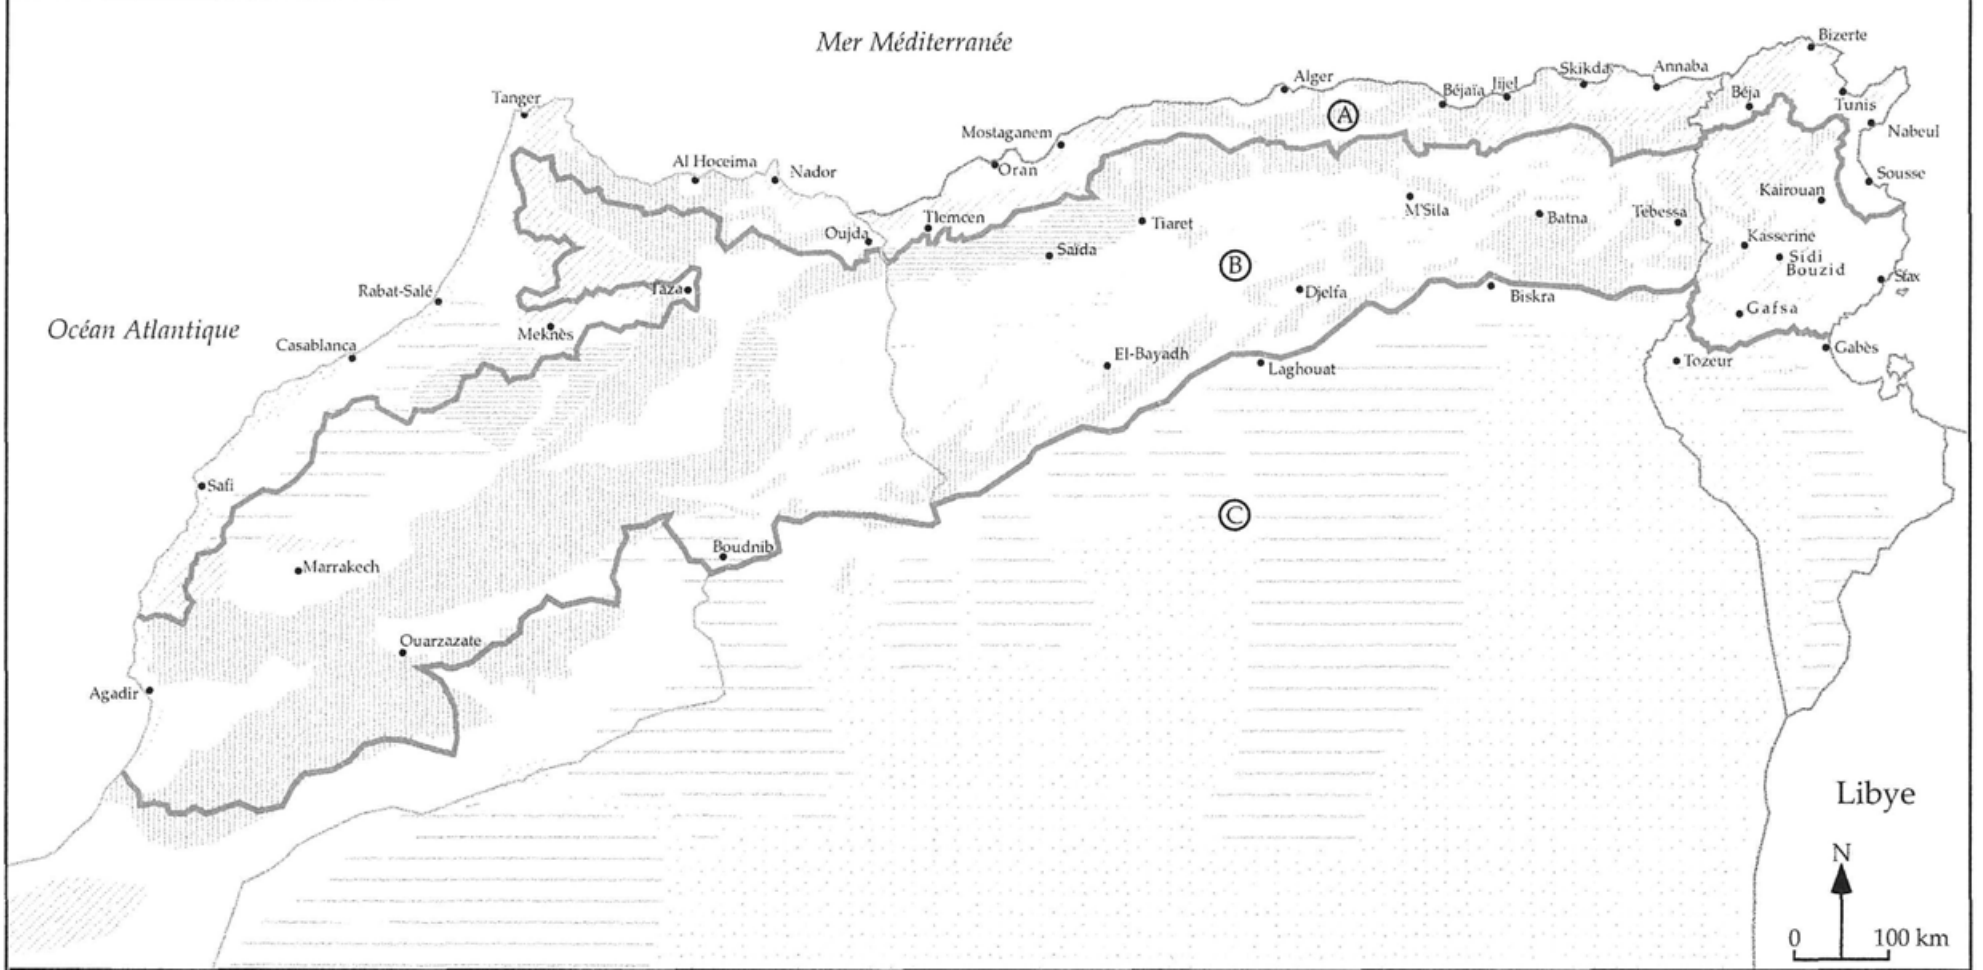 Mer Méditerranée
Bizerte
Skikda
Annaba
Alger
Jijel
Béjaïa
Béja
Tunis
Tanger
A
Nabeul
Mostaganem
Al Hoceima
Nador
Oran
Sousse
Kairouan
Tlemcen
M'Sila
Batna
Tébessa
Tiaret
Oujda
Kasserine
Saïda
B
Sidi
Bouzid
Sfax
Rabat-Salé
Taza
Djelfa
Biskra
Gafsa
Océan Atlantique
Meknès
Casablanca
El-Bayadh
Laghouat
Tozeur
Gabès
Safi
C
Boudnib
Marrakech
Ouarzazate
Agadir
Libye
N
0 100 km